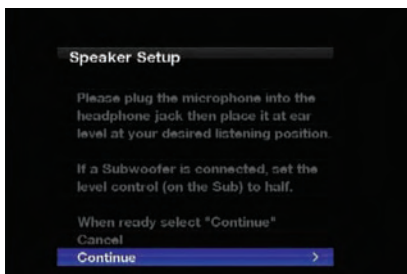 Speaker Setup
Please plug the microphone into the
headphone jack then place it at ear
level at your desired listening position.
If a Subwoofer is connected, set the
level control (on the Sub) to half.
When ready select "Continue"
Cancel
Continue >